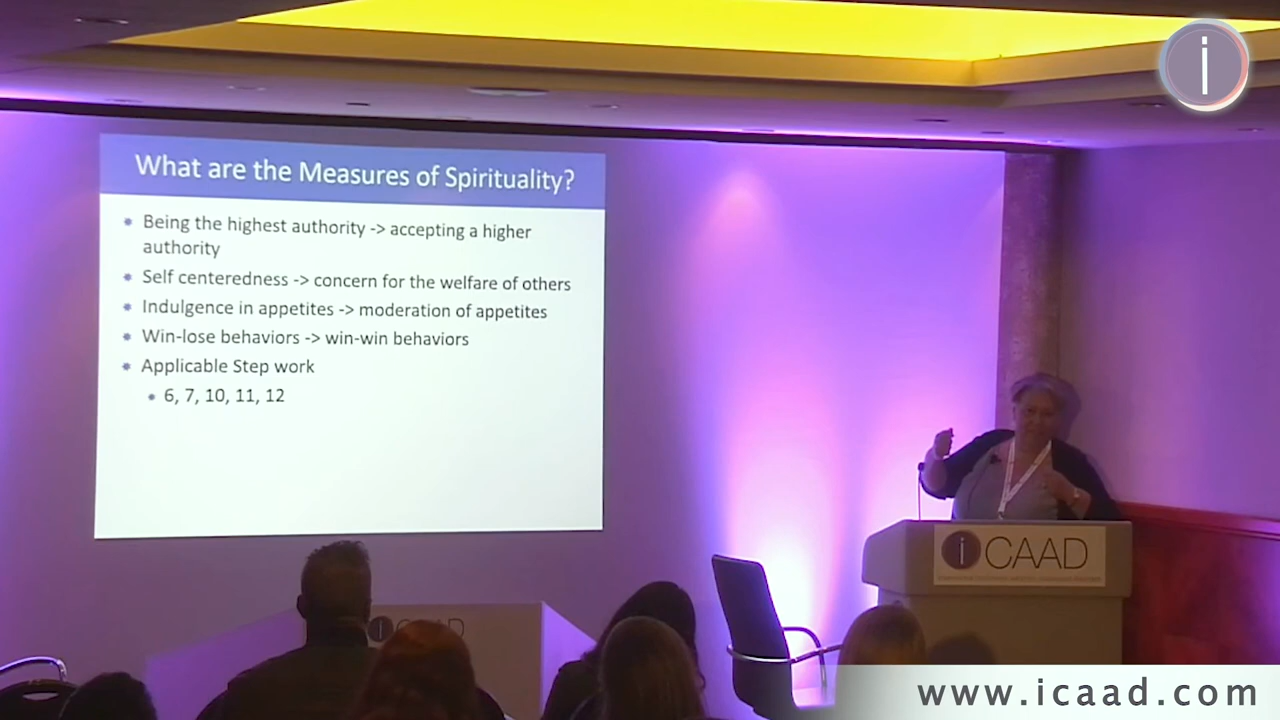 i
What are the Measures of Spirituality?
Being the highest authority -> accepting a higher
authority
Self centeredness -> concern for the welfare of others
Indulgence in appetites -> moderation of appetites
Win-lose behaviors -> win-win behaviors
Applicable Step work
6, 7, 10, 11, 12
iCAAD
iCAAD
www.icaad.com